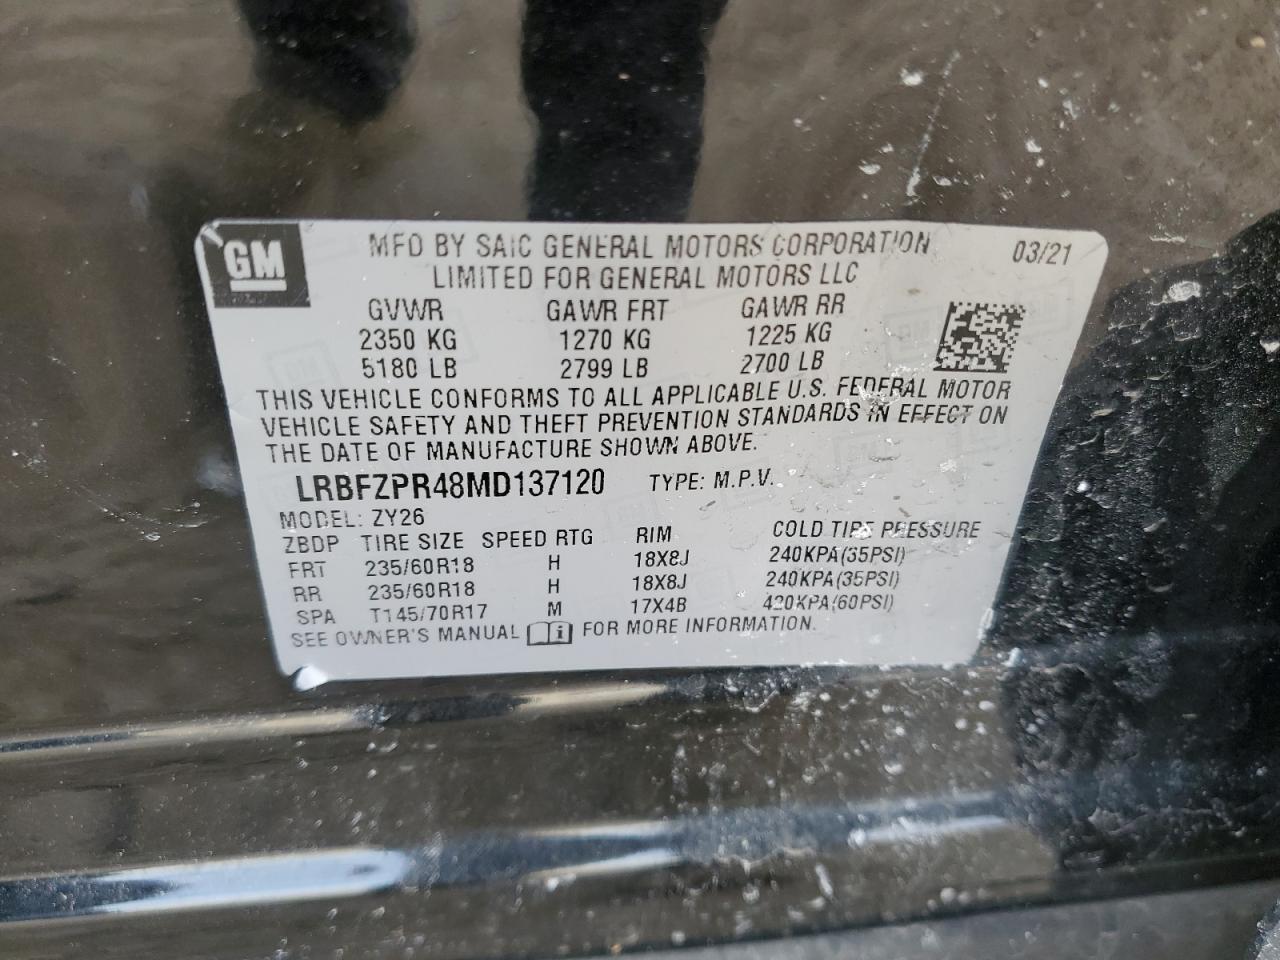 GM
MFD BY SAIC GENERAL MOTORS CORPORATION 03/21
LIMITED FOR GENERAL MOTORS LLC
GVWR GAWR FRT GAWR RR
2350 KG 1270 KG 1225 KG
5180 LB 2799 LB 2700 LB
THIS VEHICLE CONFORMS TO ALL APPLICABLE U.S. FEDERAL MOTOR
VEHICLE SAFETY AND THEFT PREVENTION STANDARDS IN EFFECT ON
THE DATE OF MANUFACTURE SHOWN ABOVE.
LRBFZPR48MD137120 TYPE: M.P.V.
MODEL: ZY26
ZBDP TIRE SIZE SPEED RTG RIM COLD TIRE PRESSURE
FRT 235/60R18 H 18X8J 240KPA(35PSI)
RR 235/60R18 H 18X8J 240KPA(35PSI)
SPA T145/70R17 M 17X4B 420KPA(60PSI)
SEE OWNER'S MANUAL i FOR MORE INFORMATION.